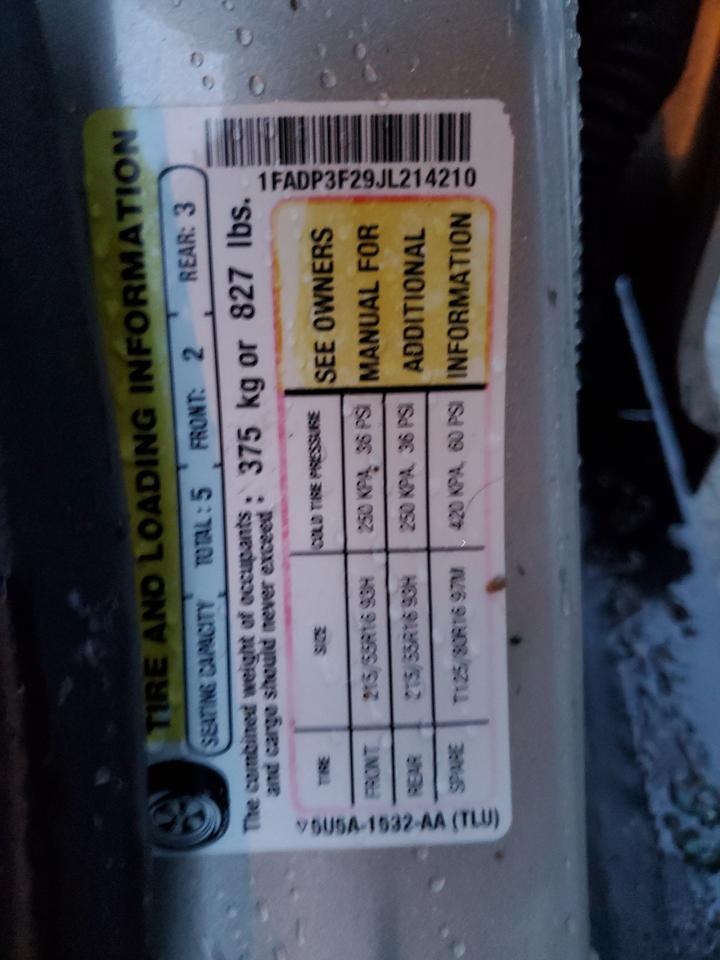 TIRE AND LOADING INFORMATION
SEATING CAPACITY TOTAL: 5 FRONT: 2 REAR: 3
The combined weight of occupants : 375 kg or 827 lbs.
and cargo should never exceed
1FADP3F29JL214210
TIRE SIZE COLD TIRE PRESSURE
FRONT 215/55R16 93H 250 KPA, 36 PSI
REAR 215/55R16 93H 250 KPA, 36 PSI
SPARE T125/80R16 97M 420 KPA, 60 PSI
SEE OWNERS
MANUAL FOR
ADDITIONAL
INFORMATION
5U5A-1532-AA (TLU)